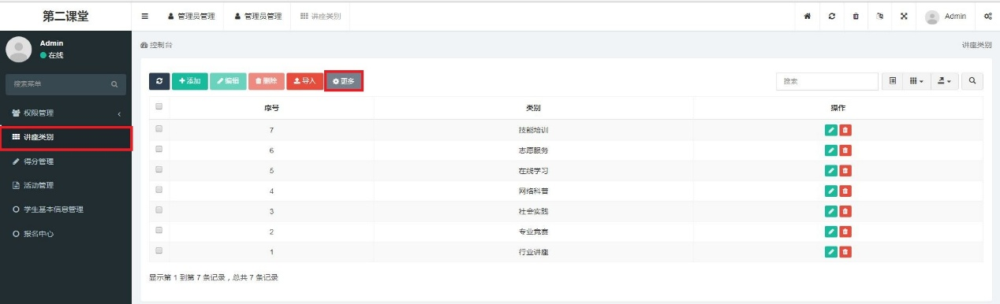 第二课堂 管理员管理 管理员管理 讲座类别 Admin
Admin
在线
控制台 讲座类别
搜索菜单
添加 编辑 删除 导入 更多 搜索
权限管理
讲座类别
得分管理
活动管理
学生基本信息管理
报名中心
序号 类别 操作
7 技能培训
6 志愿服务
5 在线学习
4 网络科普
3 社会实践
2 专业竞赛
1 行业讲座
显示第 1 到第 7 条记录，总共 7 条记录